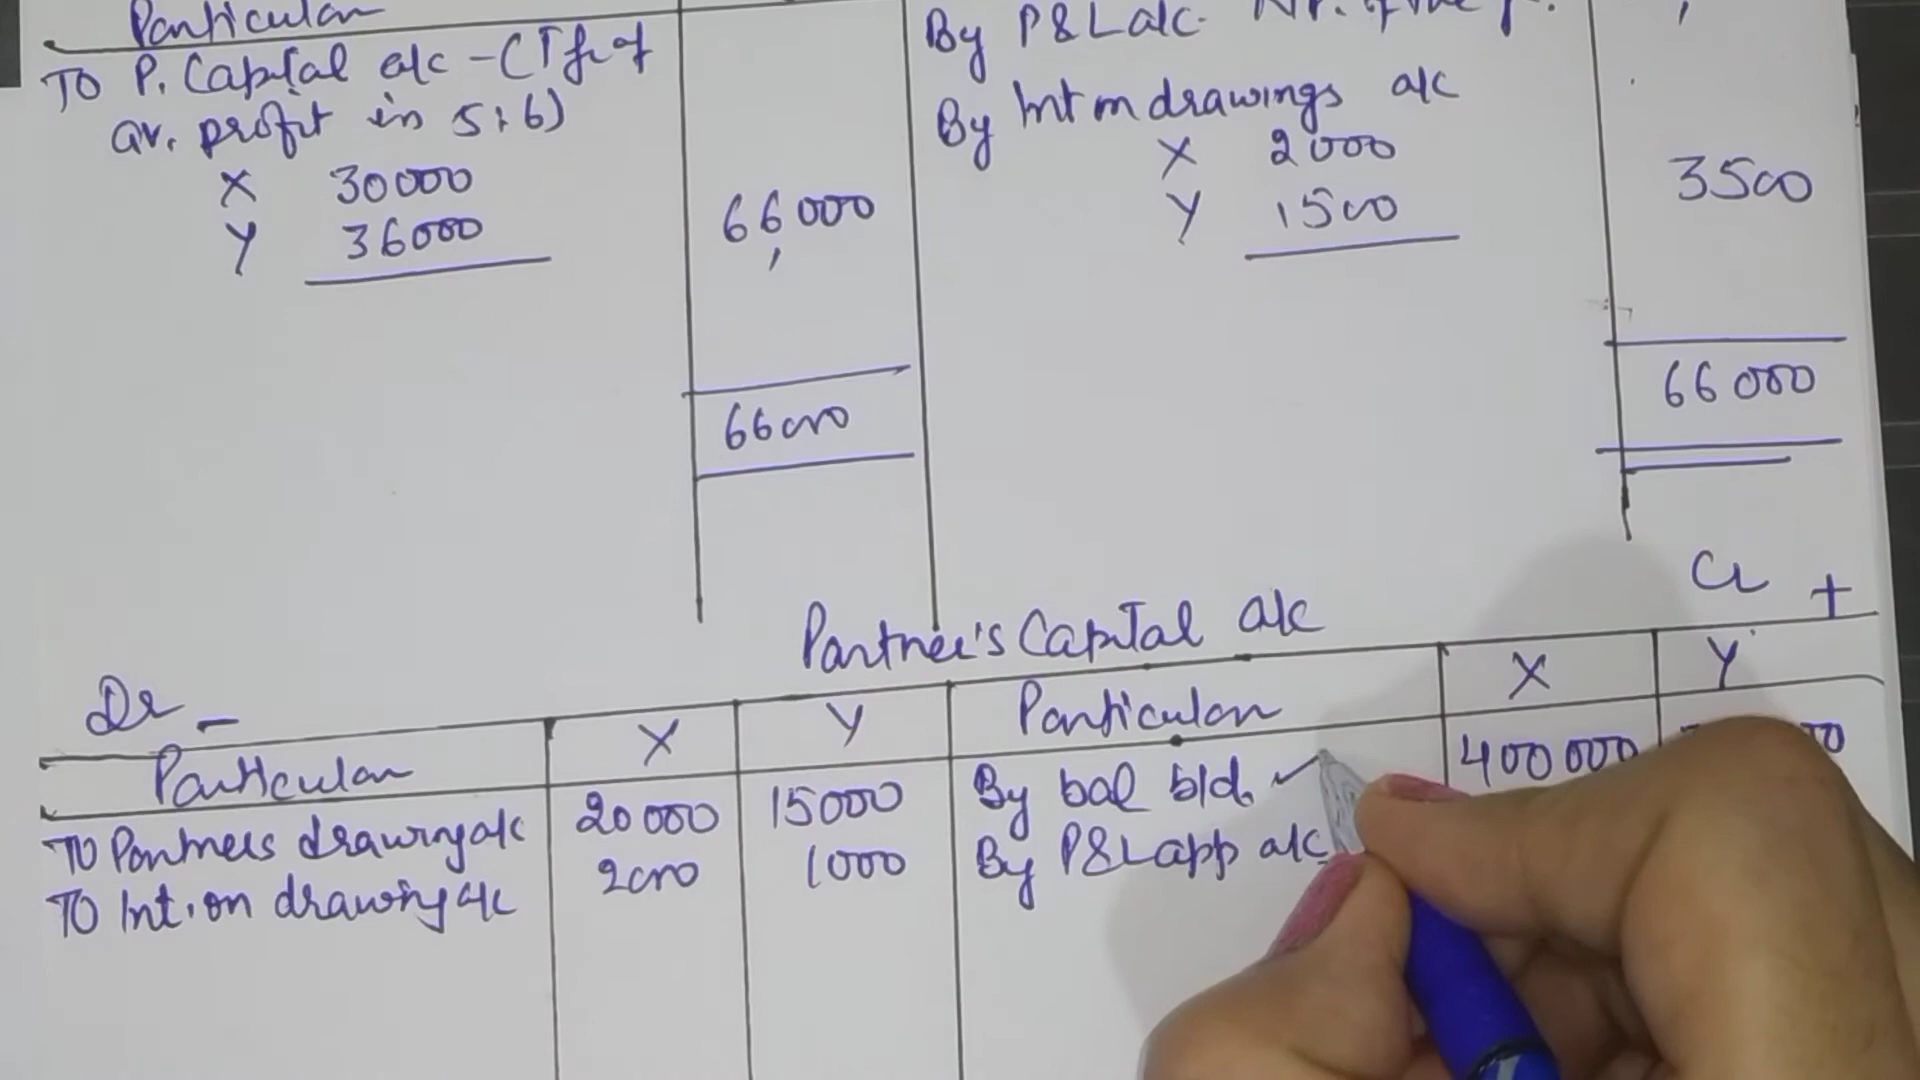 Particular
To P. Capital a/c - (Tfr of
av. profit in 5:6)
X 30000
Y 36000
66,000
66000
By P&L a/c
By Int on drawings a/c
X 2000
Y 1500
3500
66000
Partner's Capital a/c
Dr -
Cr +
Particular X Y Particular X Y
To Partners drawing a/c 20000 15000 By bal b/d. 400000
To Int. on drawing a/c 2000 1000 By P&L app a/c